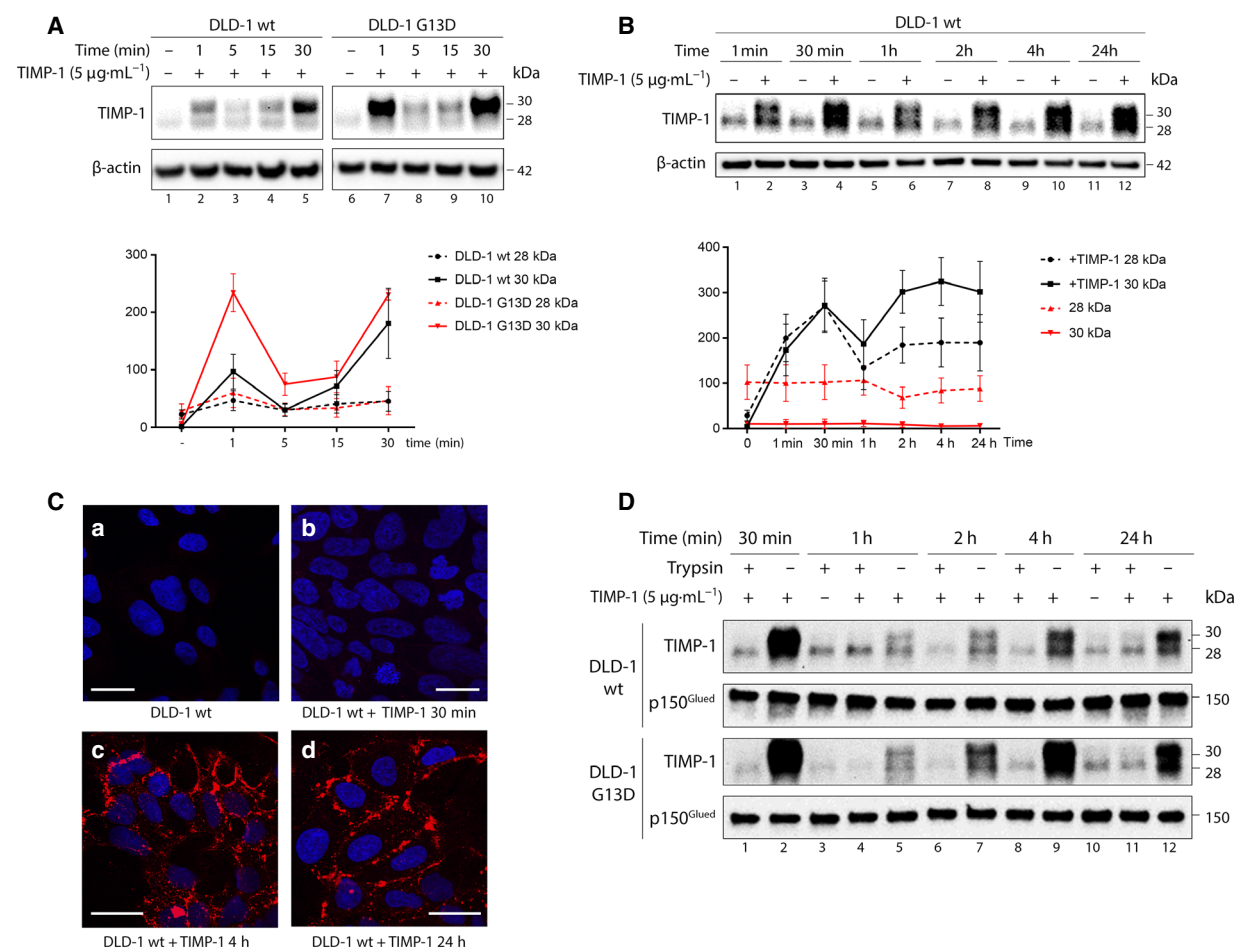 A
DLD-1 wt DLD-1 G13D
Time (min) – 1 5 15 30 – 1 5 15 30
TIMP-1 (5 µg·mL⁻¹) – + + + + – + + + + kDa
TIMP-1 30
28
β-actin 42
1 2 3 4 5 6 7 8 9 10
300
200
100
0
- 1 5 15 30 time (min)
DLD-1 wt 28 kDa
DLD-1 wt 30 kDa
DLD-1 G13D 28 kDa
DLD-1 G13D 30 kDa
B
DLD-1 wt
Time 1 min 30 min 1h 2h 4h 24h
TIMP-1 (5 µg·mL⁻¹) – + – + – + – + – + – + kDa
TIMP-1 30
28
β-actin 42
1 2 3 4 5 6 7 8 9 10 11 12
400
300
200
100
0
0 1 min 30 min 1 h 2 h 4 h 24 h Time
+TIMP-1 28 kDa
+TIMP-1 30 kDa
28 kDa
30 kDa
C
a b
DLD-1 wt DLD-1 wt + TIMP-1 30 min
c d
DLD-1 wt + TIMP-1 4 h DLD-1 wt + TIMP-1 24 h
D
Time (min) 30 min 1 h 2 h 4 h 24 h
Trypsin + – + + – + – + – + + –
TIMP-1 (5 µg·mL⁻¹) + + – + + + + + + – + + kDa
DLD-1 wt
TIMP-1 30
28
p150Glued 150
DLD-1 G13D
TIMP-1 30
28
p150Glued 150
1 2 3 4 5 6 7 8 9 10 11 12